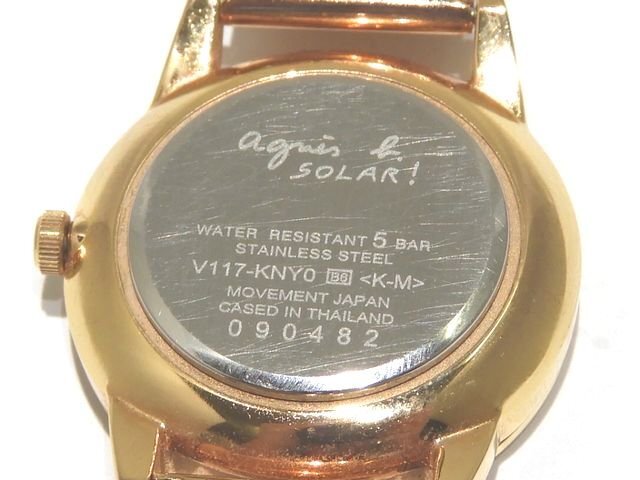 agnès b.
SOLAR!
WATER RESISTANT 5 BAR
STAINLESS STEEL
V117-KNY0 B6 <K-M>
MOVEMENT JAPAN
CASED IN THAILAND
090482